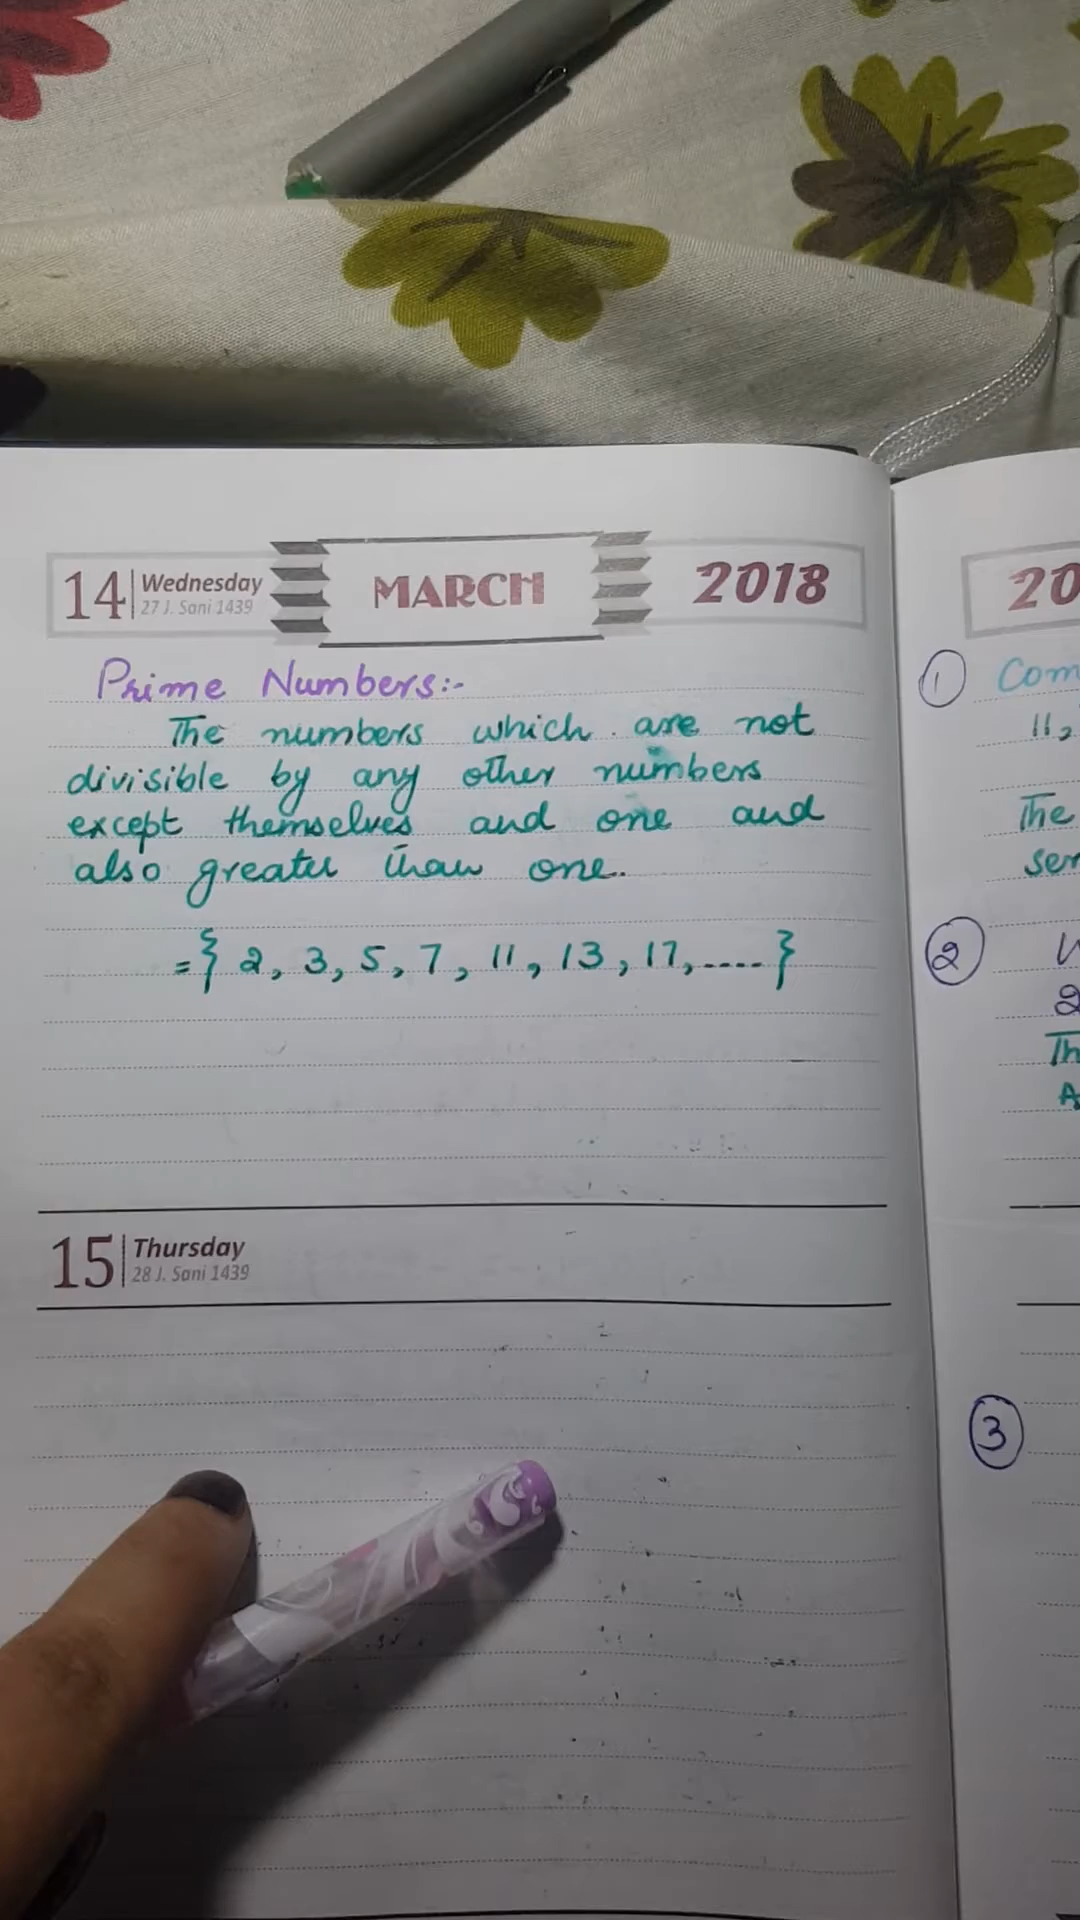 14 Wednesday 27 J. Sani 1439 MARCH 2018
Prime Numbers:-
The numbers which are not
divisible by any other numbers
except themselves and one and
also greater than one.
= { 2, 3, 5, 7, 11, 13, 17, .... }
15 Thursday
28 J. Sani 1439
20
① Com
11,
The
②
2
Th
A
③